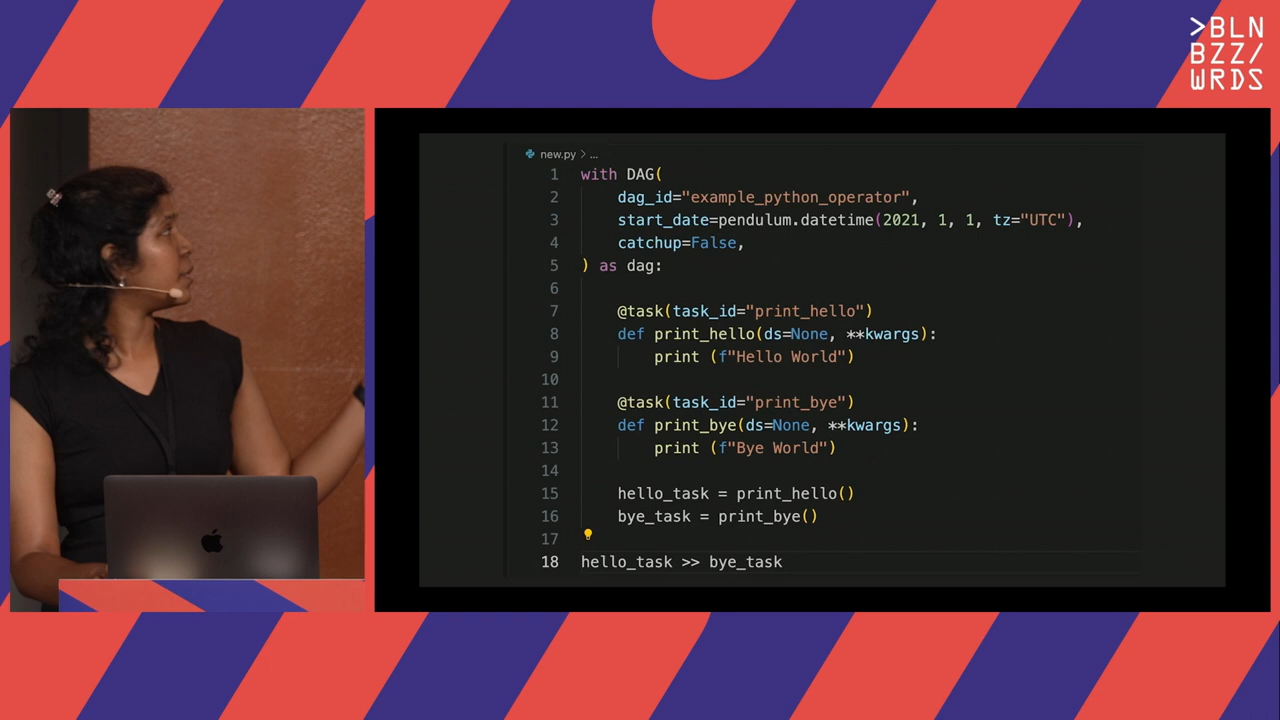 >BLN
BZZ/
WRDS
new.py > ...
1 with DAG(
2 dag_id="example_python_operator",
3 start_date=pendulum.datetime(2021, 1, 1, tz="UTC"),
4 catchup=False,
5 ) as dag:
6
7 @task(task_id="print_hello")
8 def print_hello(ds=None, **kwargs):
9 print (f"Hello World")
10
11 @task(task_id="print_bye")
12 def print_bye(ds=None, **kwargs):
13 print (f"Bye World")
14
15 hello_task = print_hello()
16 bye_task = print_bye()
17
18 hello_task >> bye_task